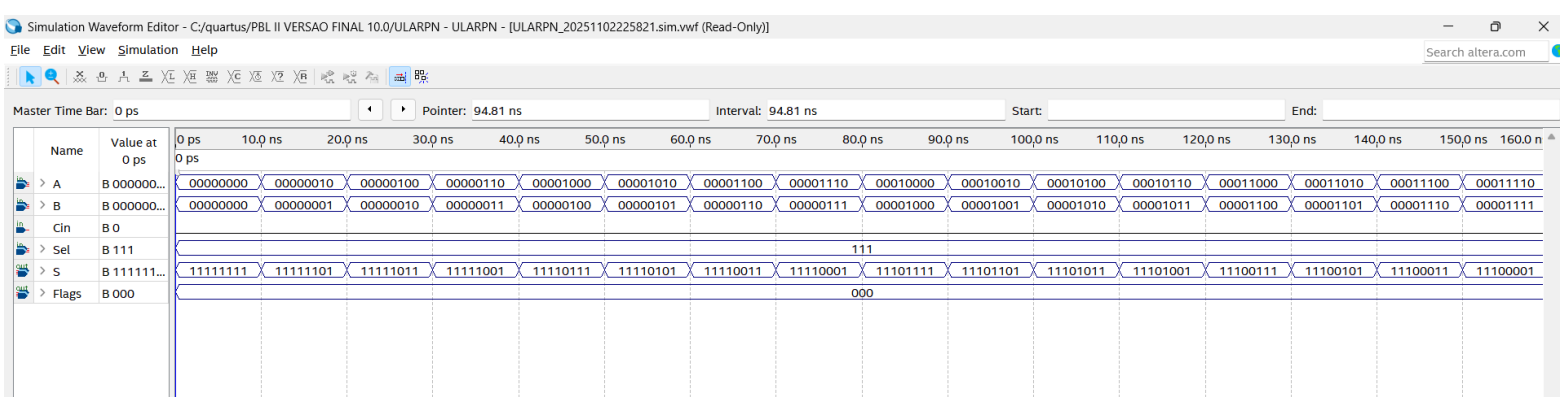 Simulation Waveform Editor - C:/quartus/PBL II VERSAO FINAL 10.0/ULARPN - ULARPN - [ULARPN_20251102225821.sim.vwf (Read-Only)]
File Edit View Simulation Help
Search altera.com
Master Time Bar: 0 ps Pointer: 94.81 ns Interval: 94.81 ns Start: End:
Name Value at 0 ps
0 ps 10.0 ns 20.0 ns 30.0 ns 40.0 ns 50.0 ns 60.0 ns 70.0 ns 80.0 ns 90.0 ns 100.0 ns 110.0 ns 120.0 ns 130.0 ns 140.0 ns 150.0 ns 160.0 n
0 ps
A B 000000... 00000000 00000010 00000100 00000110 00001000 00001010 00001100 00001110 00010000 00010010 00010100 00010110 00011000 00011010 00011100 00011110
B B 000000... 00000000 00000001 00000010 00000011 00000100 00000101 00000110 00000111 00001000 00001001 00001010 00001011 00001100 00001101 00001110 00001111
Cin B 0
Sel B 111 111
S B 111111... 11111111 11111101 11111011 11111001 11110111 11110101 11110011 11110001 11101111 11101101 11101011 11101001 11100111 11100101 11100011 11100001
Flags B 000 000